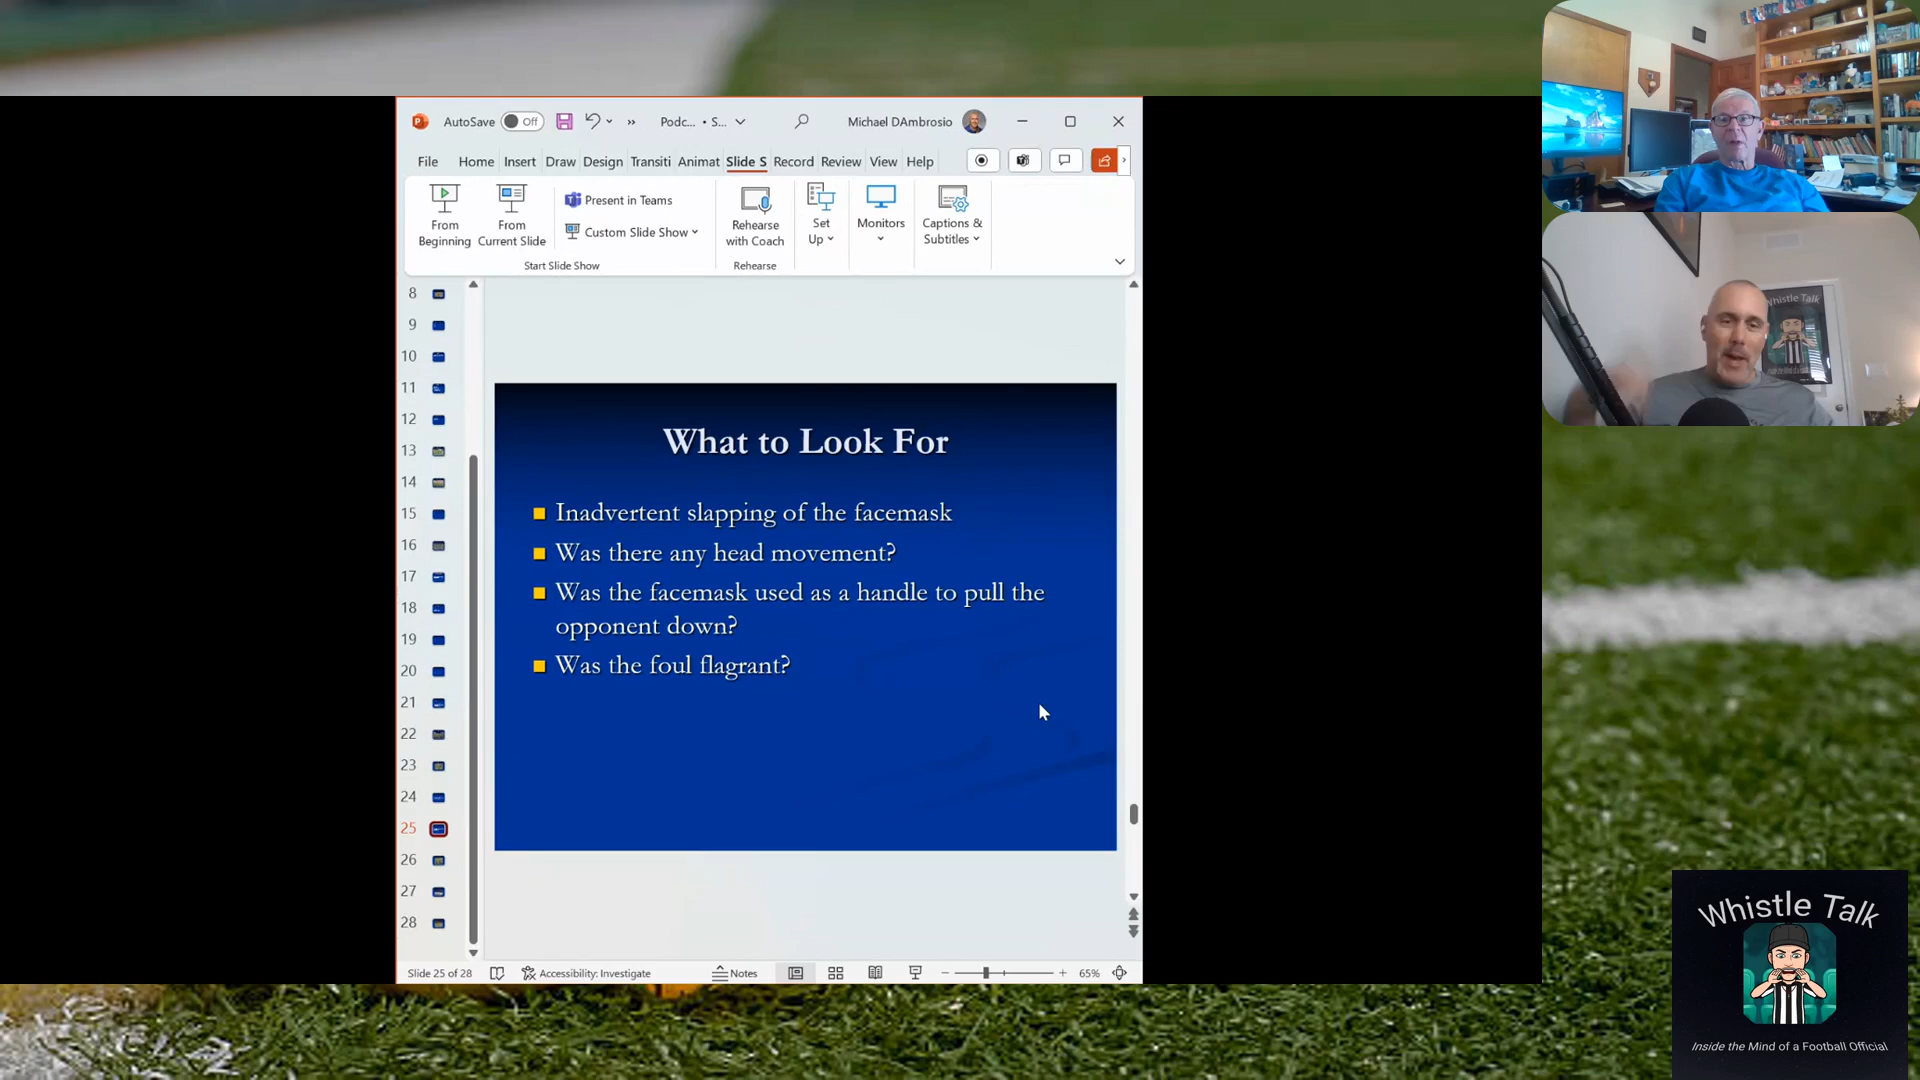 AutoSave
Off
Podc... • S...
Michael DAmbrosio
File
Home
Insert
Draw
Design
Transiti
Animat
Slide S
Record
Review
View
Help
From Beginning
From Current Slide
Present in Teams
Custom Slide Show
Start Slide Show
Rehearse with Coach
Rehearse
Set Up
Monitors
Captions & Subtitles
8
9
10
11
12
13
14
15
16
17
18
19
20
21
22
23
24
25
26
27
28
What to Look For
Inadvertent slapping of the facemask
Was there any head movement?
Was the facemask used as a handle to pull the
opponent down?
Was the foul flagrant?
Slide 25 of 28
Accessibility: Investigate
Notes
65%
Whistle Talk
Whistle Talk
Inside the Mind of a Football Official